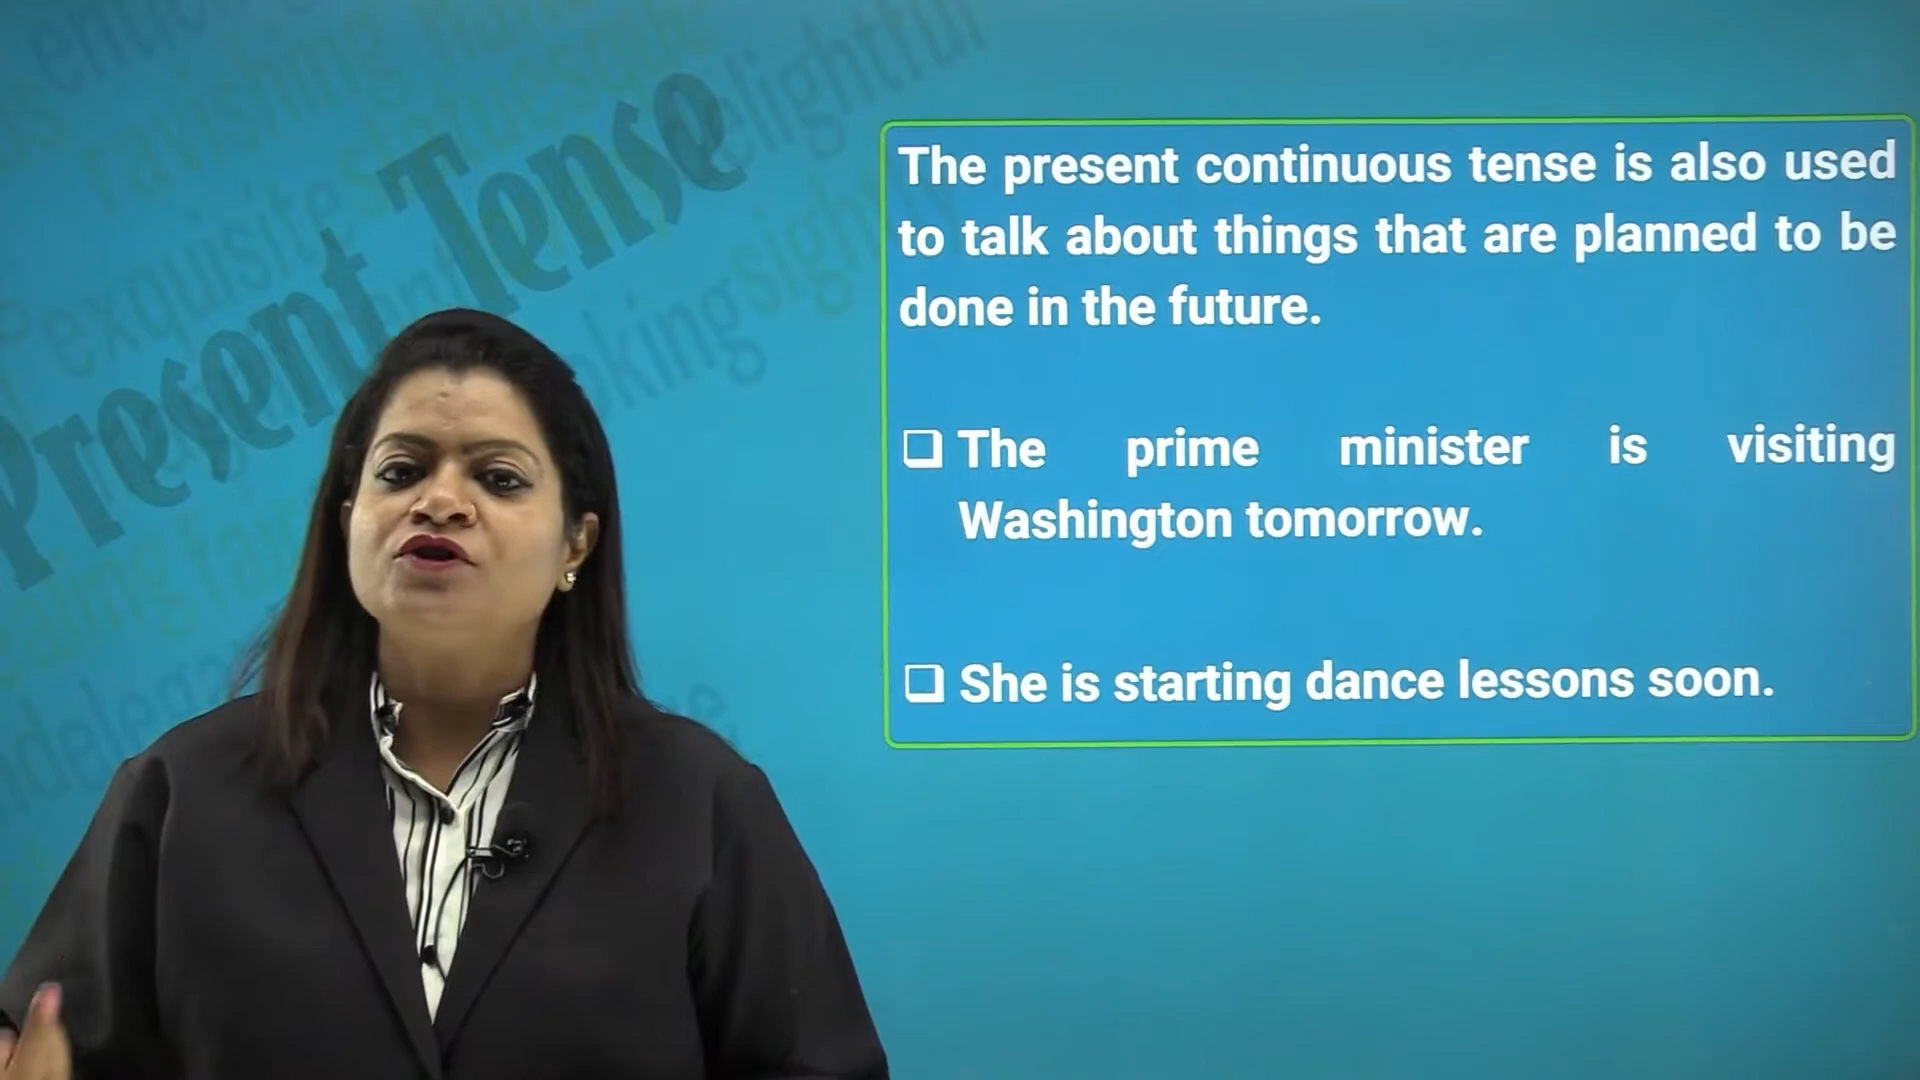 enticing
ravishing
statuesque
delightful
exquisite
Present Tense
The present continuous tense is also used
to talk about things that are planned to be
done in the future.
❑ The prime minister is visiting
Washington tomorrow.
❑ She is starting dance lessons soon.